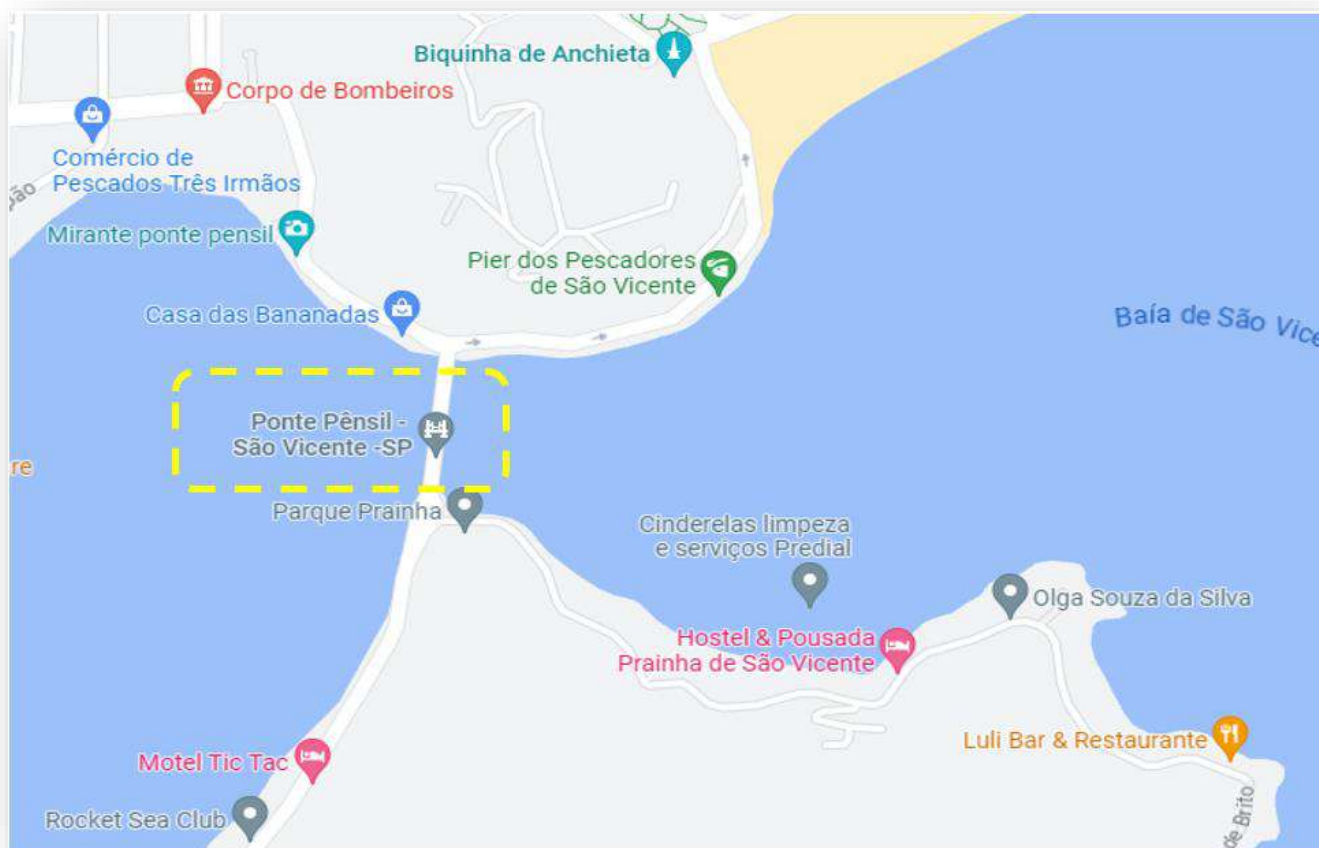 Biquinha de Anchieta
Corpo de Bombeiros
Comércio de
Pescados Três Irmãos
pão
Mirante ponte pensil
Pier dos Pescadores
de São Vicente
Casa das Bananadas
Baía de São Vice
Ponte Pênsil -
São Vicente -SP
re
Parque Prainha
Cinderelas limpeza
e serviços Predial
Olga Souza da Silva
Hostel & Pousada
Prainha de São Vicente
Luli Bar & Restaurante
Motel Tic Tac
Rocket Sea Club
de Brito